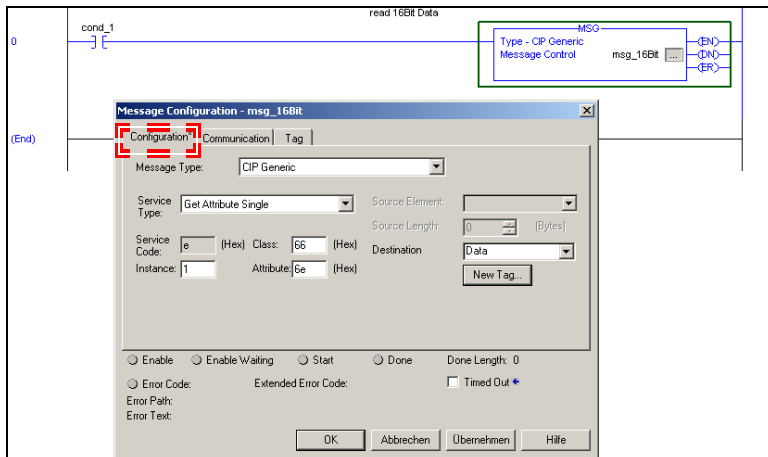 read 16Bit Data
cond_1
MSG
0
Type - CIP Generic
Message Control msg_16Bit ...
(EN)
(DN)
(ER)
Message Configuration - msg_16Bit
(End)
Configuration* Communication Tag
Message Type: CIP Generic
Service Type: Get Attribute Single
Source Element:
Source Length: 0 (Bytes)
Service Code: e (Hex) Class: 66 (Hex)
Destination Data
Instance: 1 Attribute: 6e (Hex)
New Tag...
Enable Enable Waiting Start Done Done Length: 0
Error Code: Extended Error Code: Timed Out
Error Path:
Error Text:
OK Abbrechen Übernehmen Hilfe